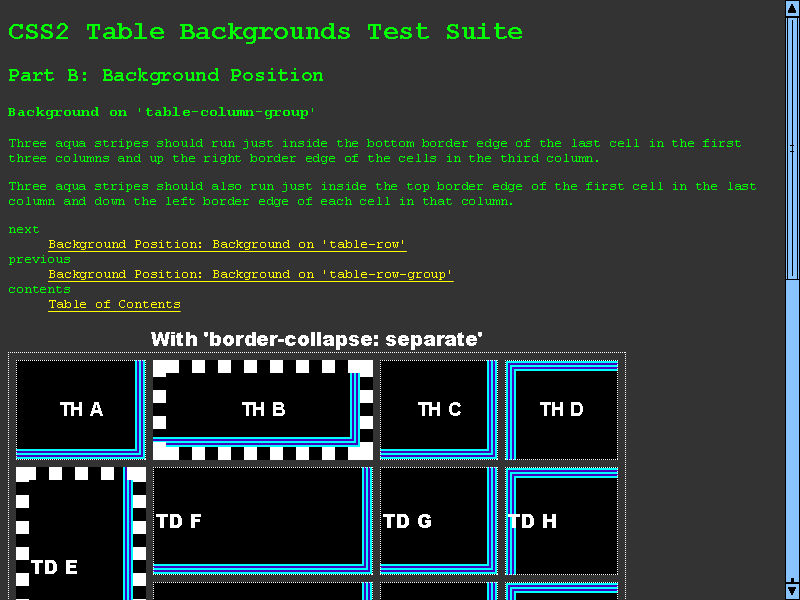 CSS2 Table Backgrounds Test Suite
Part B: Background Position
Background on 'table-column-group'
Three aqua stripes should run just inside the bottom border edge of the last cell in the first
three columns and up the right border edge of the cells in the third column.
Three aqua stripes should also run just inside the top border edge of the first cell in the last
column and down the left border edge of each cell in that column.
next
Background Position: Background on 'table-row'
previous
Background Position: Background on 'table-row-group'
contents
Table of Contents
With 'border-collapse: separate'
TH A TH B TH C TH D
TD F TD G TD H
TD E